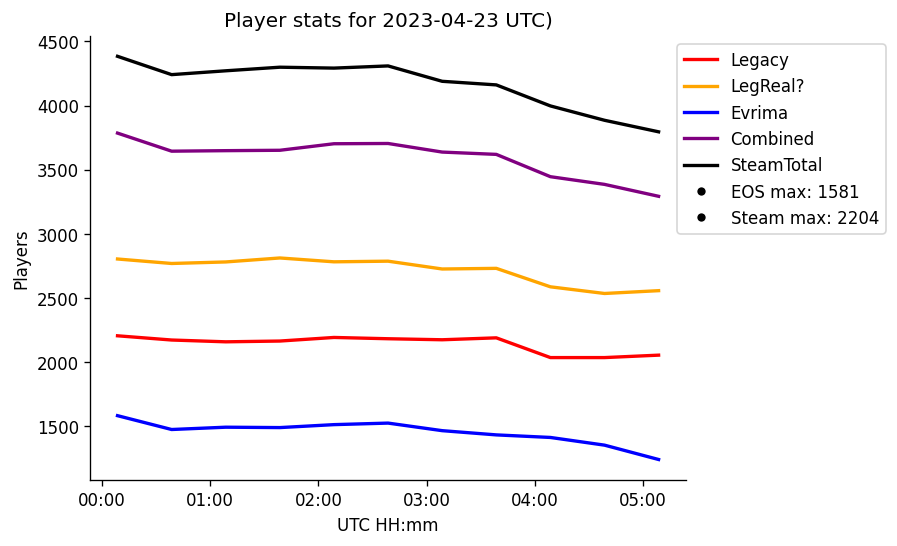 Player stats for 2023-04-23 UTC)
4500
4000
3500
3000
2500
2000
1500
Players
00:00 01:00 02:00 03:00 04:00 05:00
UTC HH:mm
Legacy
LegReal?
Evrima
Combined
SteamTotal
EOS max: 1581
Steam max: 2204